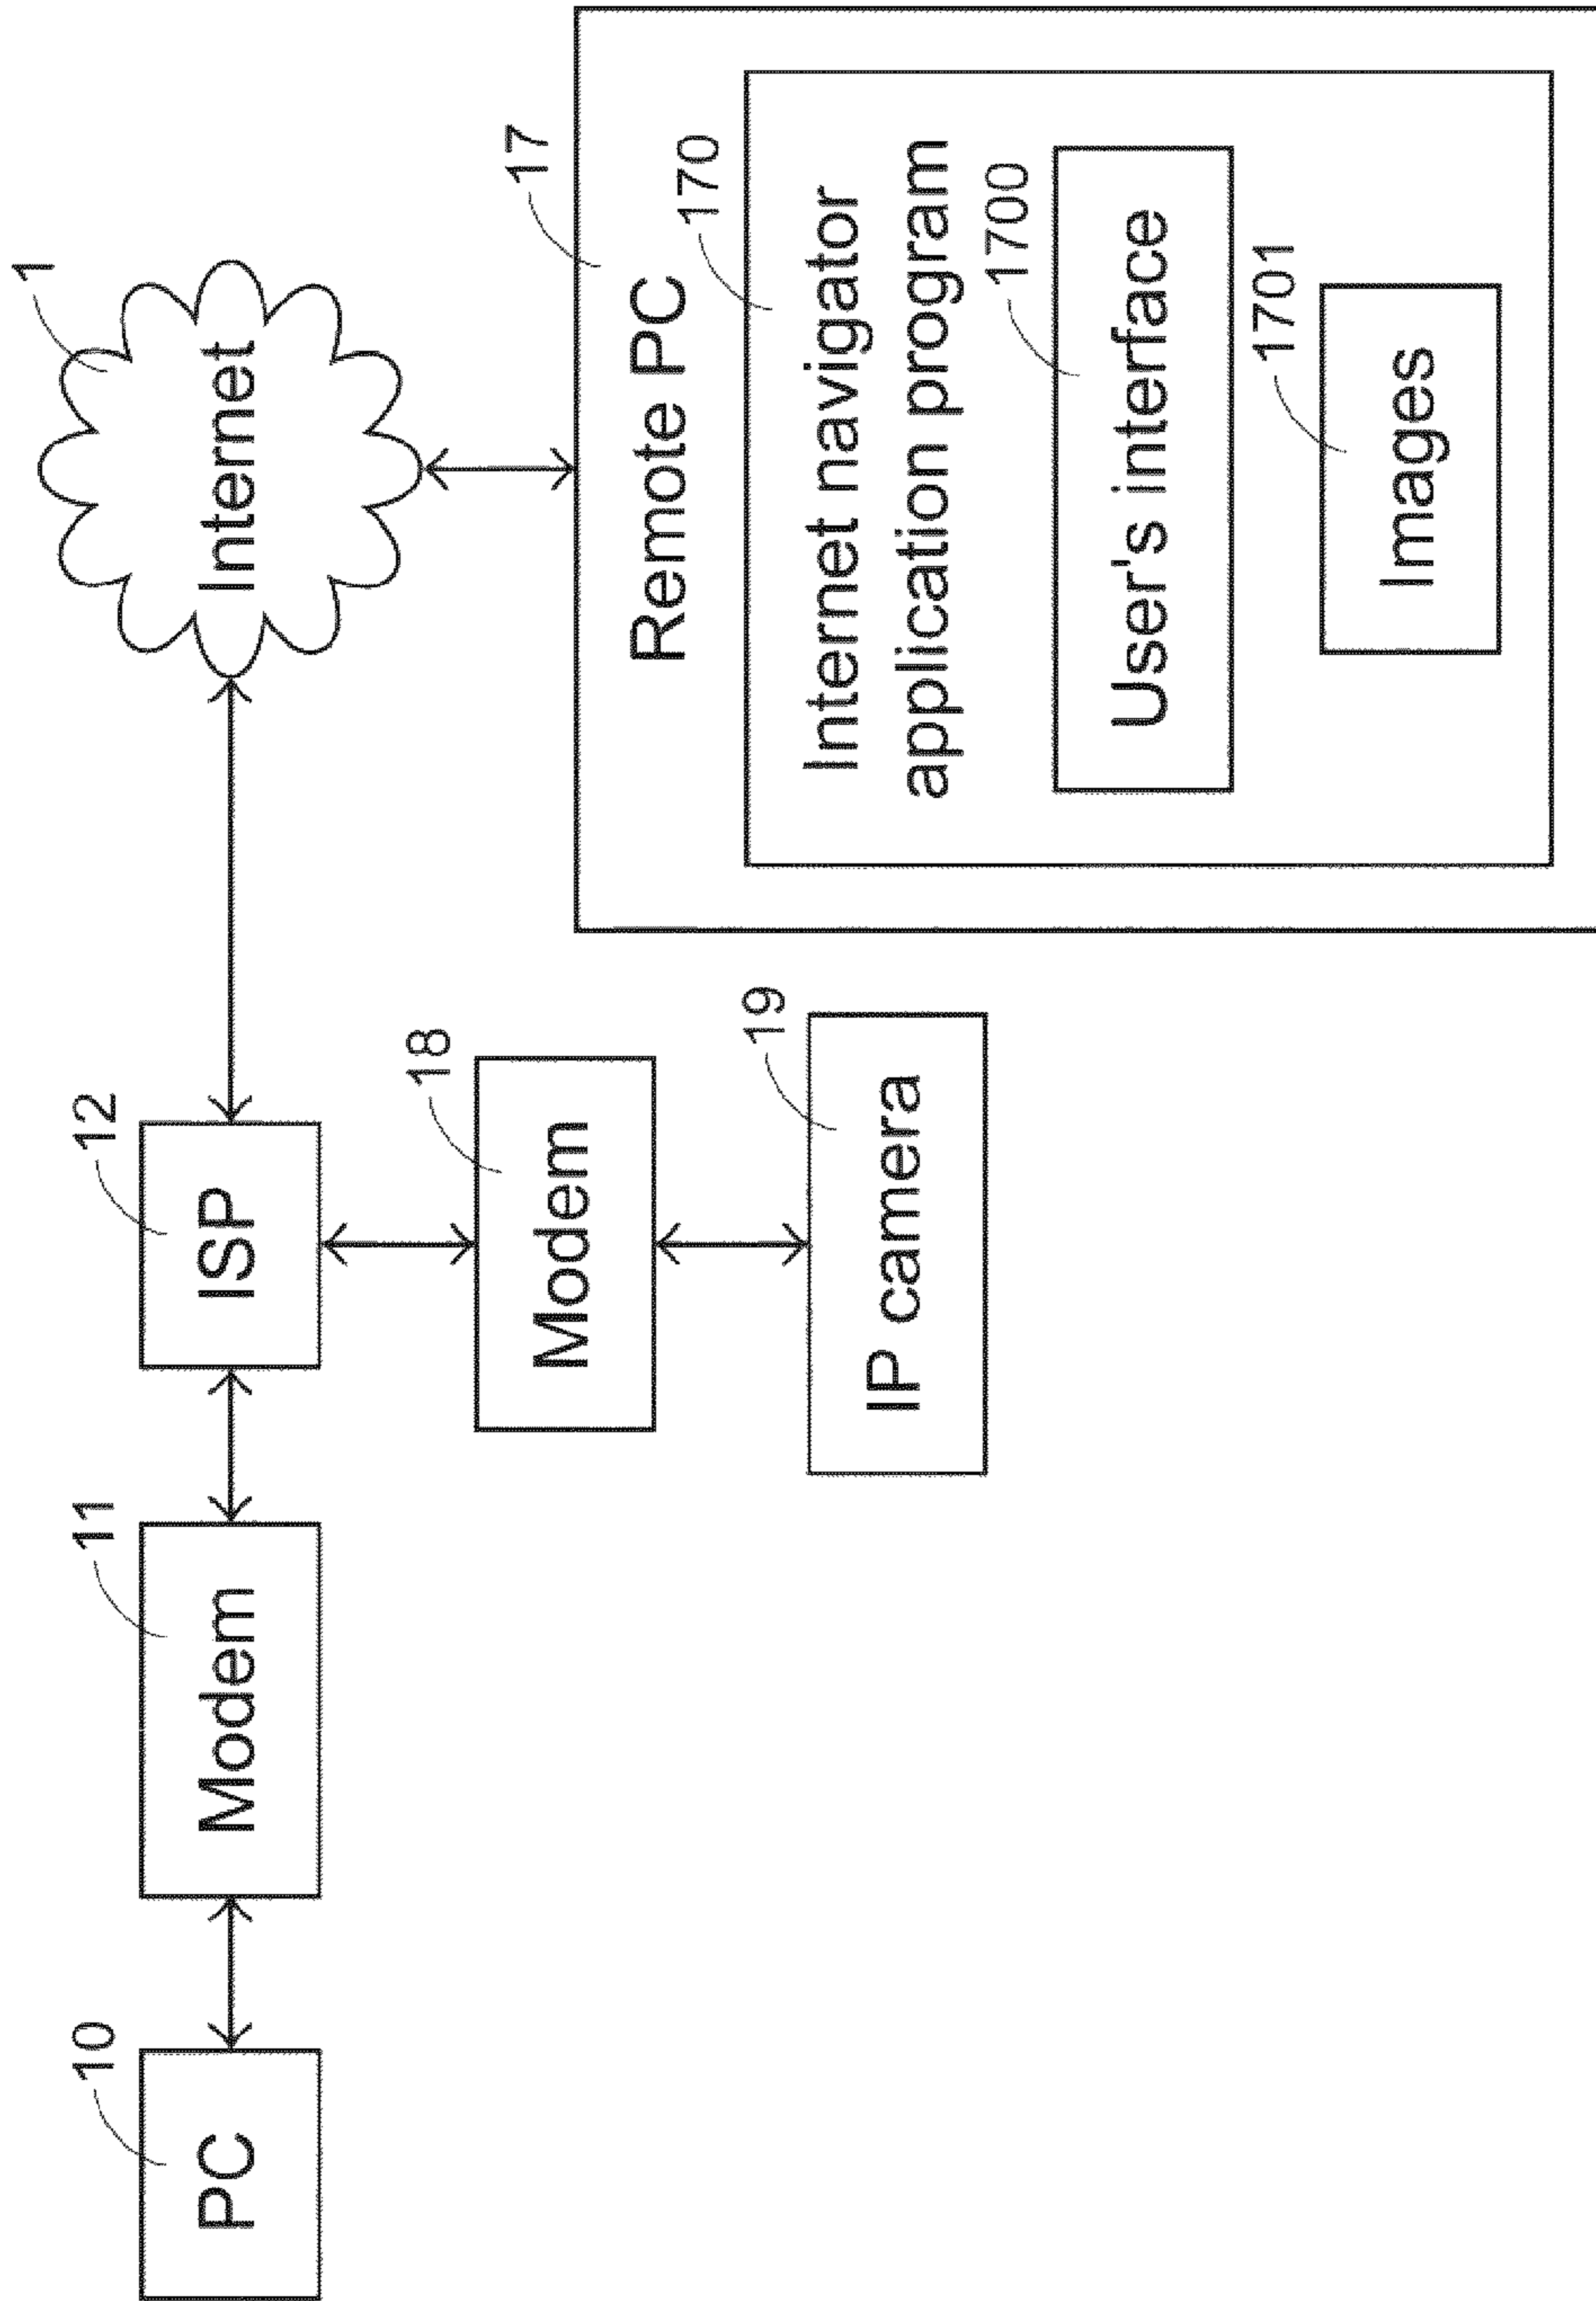 10
PC
11
Modem
12
ISP
1
Internet
18
Modem
19
IP camera
17
Remote PC
170
Internet navigator
application program
1700
User's interface
1701
Images